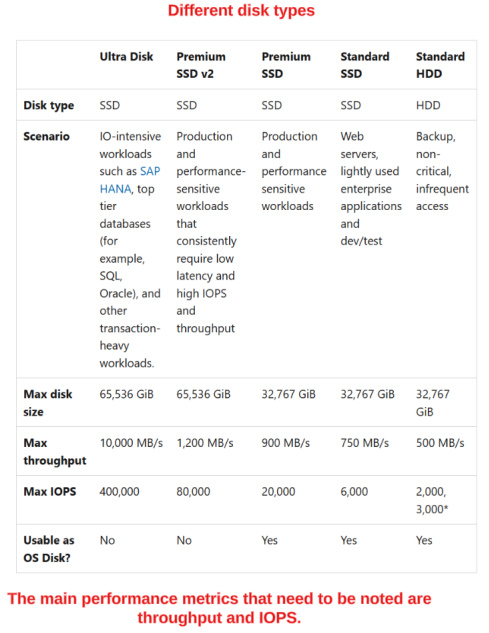 Different disk types
Ultra Disk Premium SSD v2 Premium SSD Standard SSD Standard HDD
Disk type SSD SSD SSD SSD HDD
Scenario
IO-intensive
workloads
such as SAP
HANA, top
tier
databases
(for
example,
SQL,
Oracle), and
other
transaction-
heavy
workloads.
Production
and
performance-
sensitive
workloads
that
consistently
require low
latency and
high IOPS
and
throughput
Production
and
performance
sensitive
workloads
Web
servers,
lightly used
enterprise
applications
and
dev/test
Backup,
non-
critical,
infrequent
access
Max disk size 65,536 GiB 65,536 GiB 32,767 GiB 32,767 GiB 32,767 GiB
Max throughput 10,000 MB/s 1,200 MB/s 900 MB/s 750 MB/s 500 MB/s
Max IOPS 400,000 80,000 20,000 6,000 2,000, 3,000*
Usable as OS Disk? No No Yes Yes Yes
The main performance metrics that need to be noted are
throughput and IOPS.